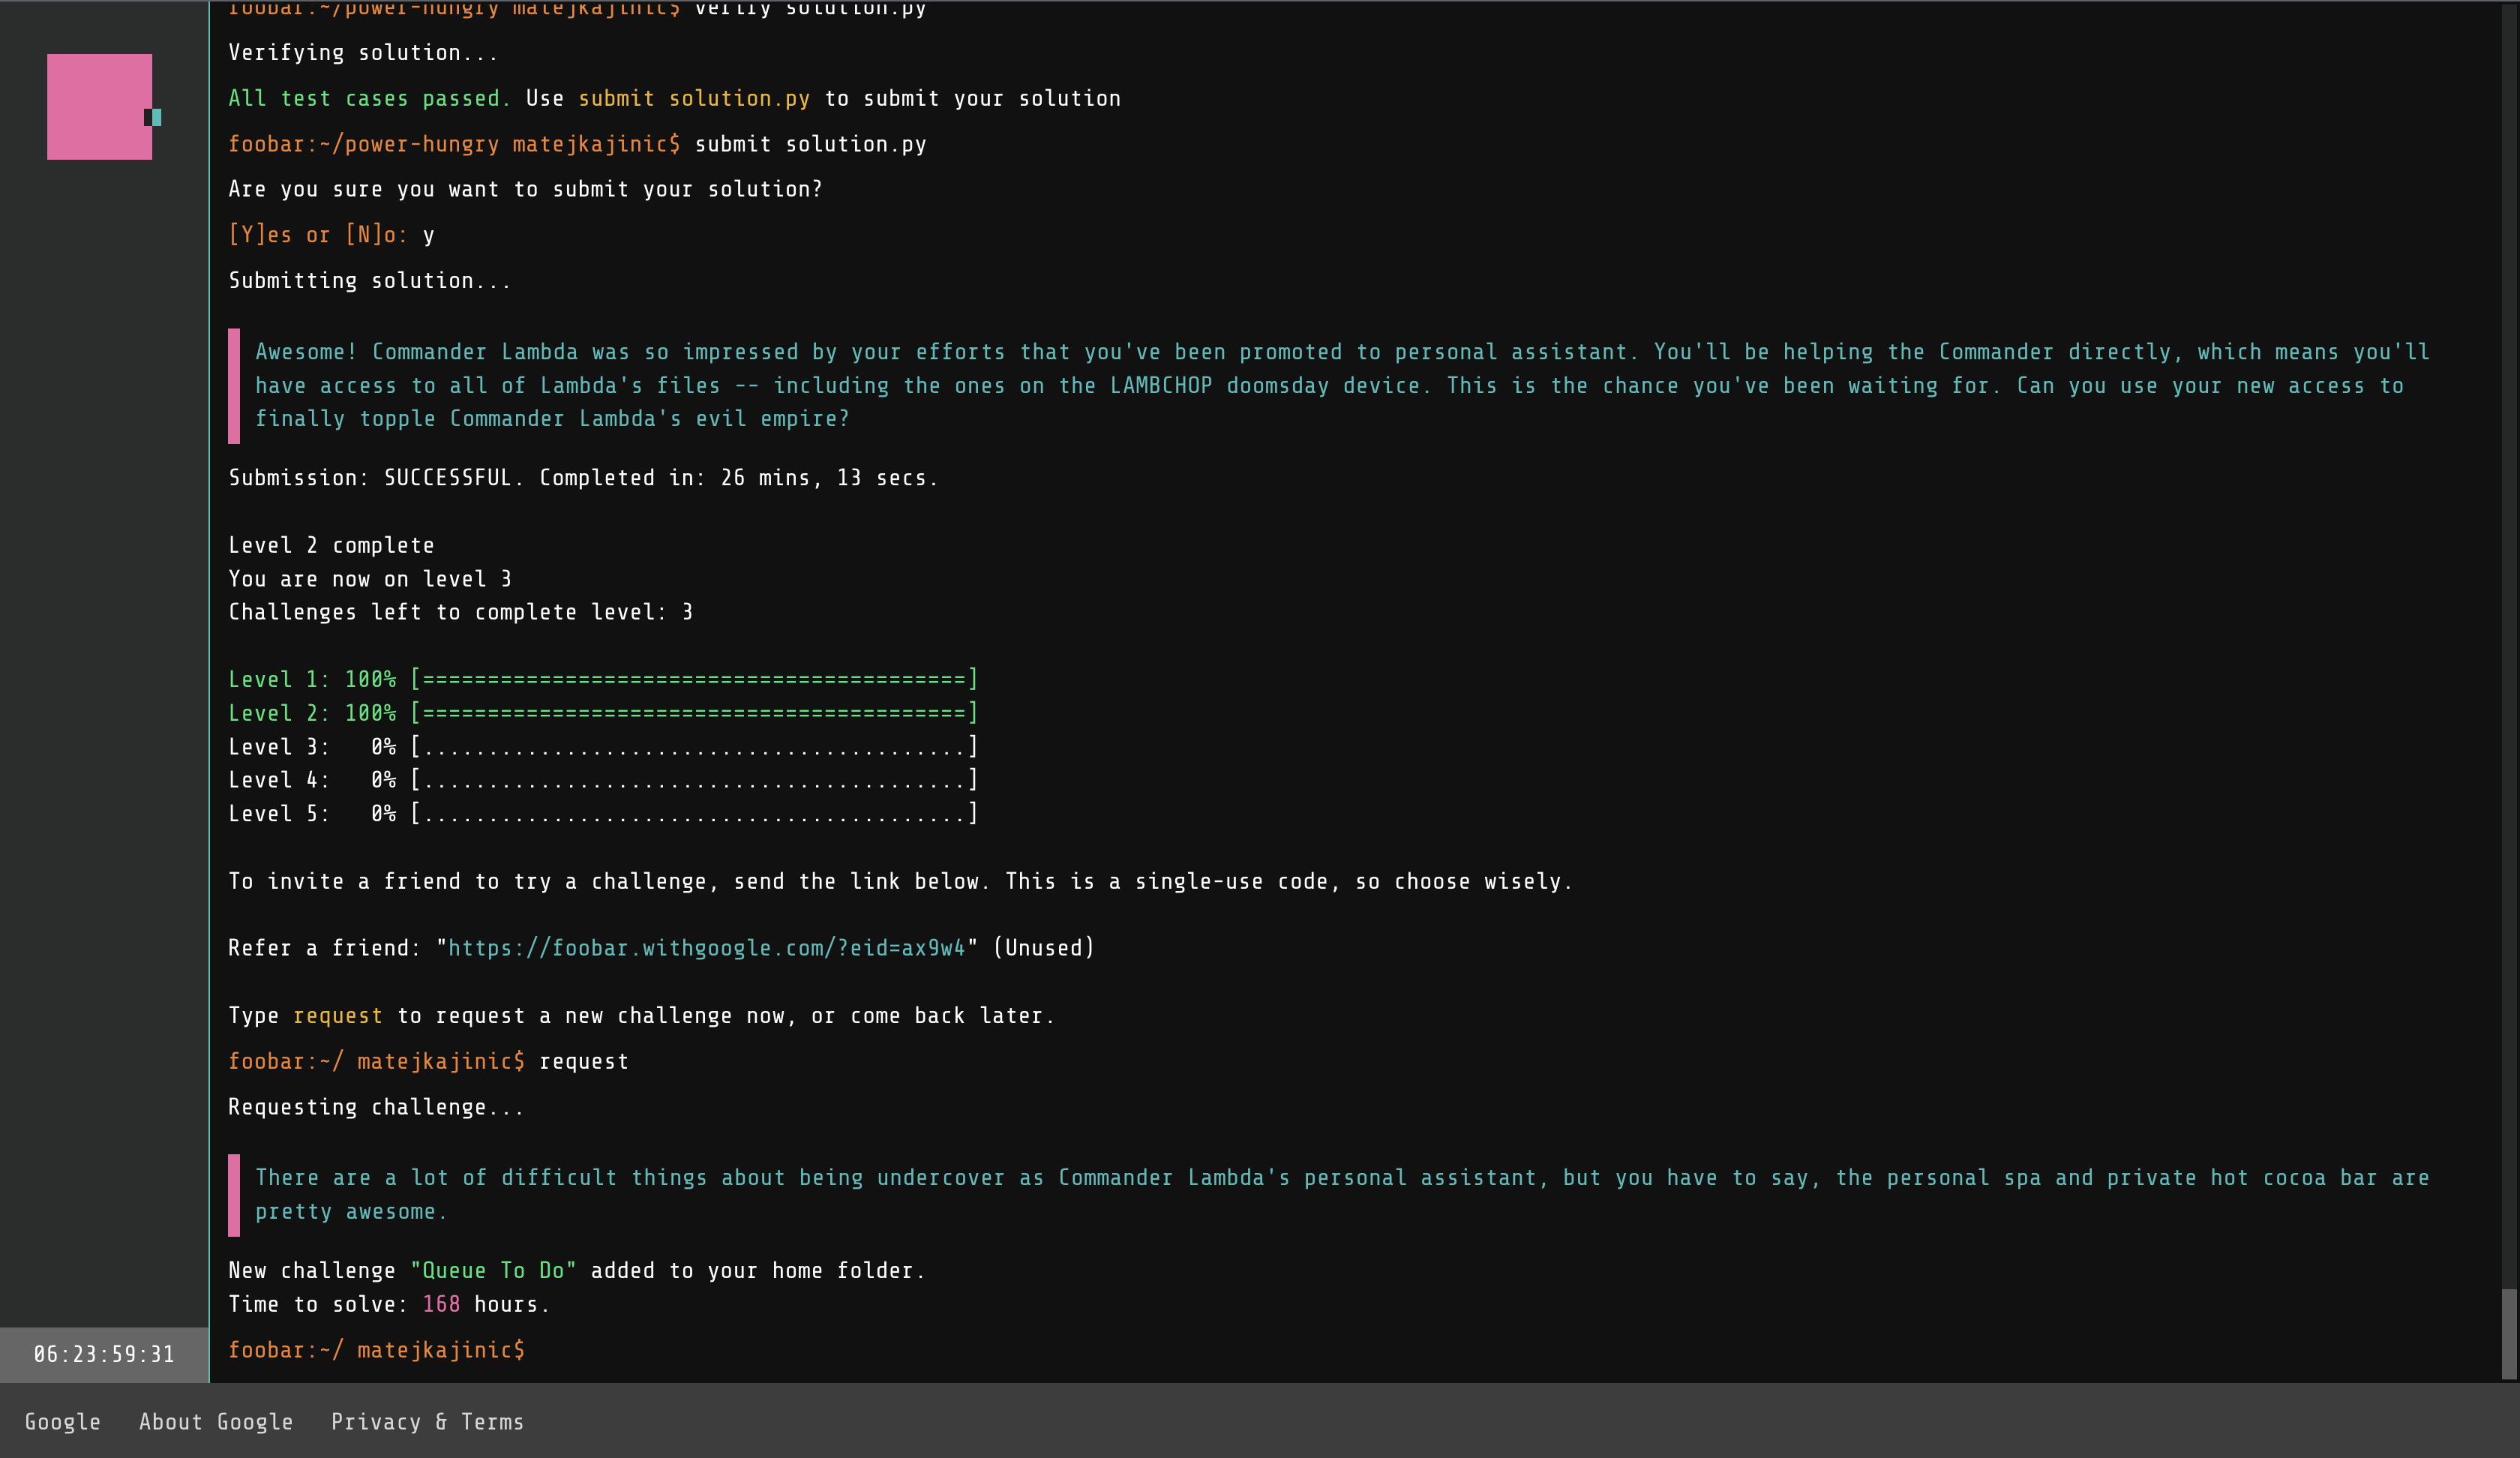 foobar:~/power-hungry matejkajinic$ verify solution.py
Verifying solution...
All test cases passed. Use submit solution.py to submit your solution
foobar:~/power-hungry matejkajinic$ submit solution.py
Are you sure you want to submit your solution?
[Y]es or [N]o: y
Submitting solution...
Awesome! Commander Lambda was so impressed by your efforts that you've been promoted to personal assistant. You'll be helping the Commander directly, which means you'll
have access to all of Lambda's files -- including the ones on the LAMBCHOP doomsday device. This is the chance you've been waiting for. Can you use your new access to
finally topple Commander Lambda's evil empire?
Submission: SUCCESSFUL. Completed in: 26 mins, 13 secs.
Level 2 complete
You are now on level 3
Challenges left to complete level: 3
Level 1: 100% [==========================================]
Level 2: 100% [==========================================]
Level 3:   0% [..........................................]
Level 4:   0% [..........................................]
Level 5:   0% [..........................................]
To invite a friend to try a challenge, send the link below. This is a single-use code, so choose wisely.
Refer a friend: "https://foobar.withgoogle.com/?eid=ax9w4" (Unused)
Type request to request a new challenge now, or come back later.
foobar:~/ matejkajinic$ request
Requesting challenge...
There are a lot of difficult things about being undercover as Commander Lambda's personal assistant, but you have to say, the personal spa and private hot cocoa bar are
pretty awesome.
New challenge "Queue To Do" added to your home folder.
Time to solve: 168 hours.
foobar:~/ matejkajinic$
06:23:59:31
Google About Google Privacy & Terms